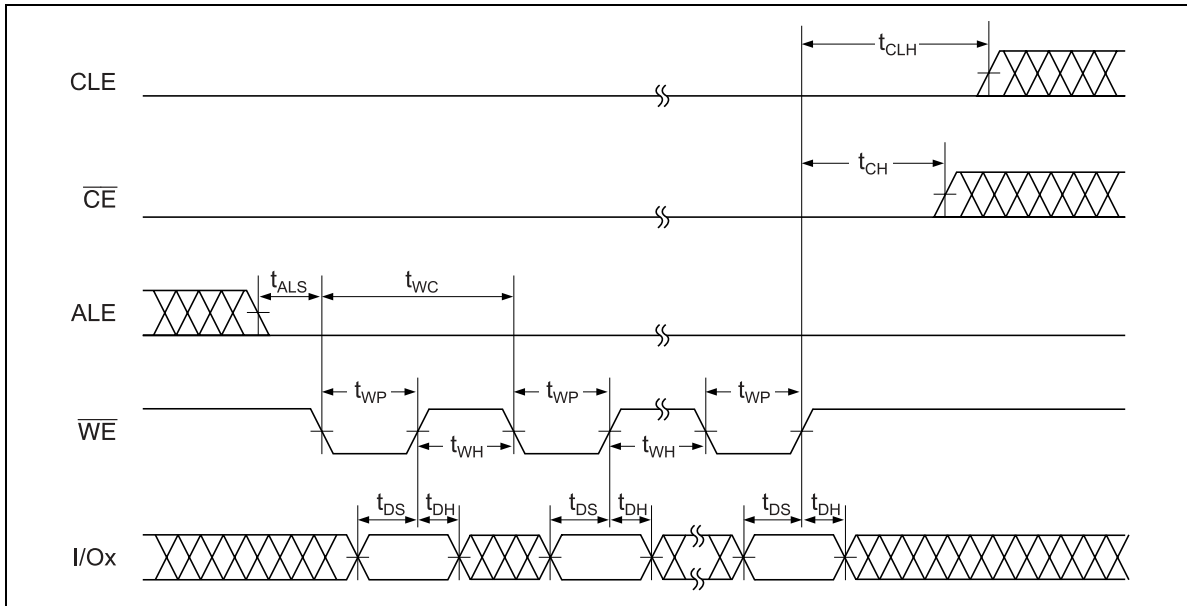 CLE
tCLH
CE
tCH
ALE
tALS
tWC
WE
tWP
tWP
tWP
tWH
tWH
I/Ox
tDS
tDH
tDS
tDH
tDS
tDH